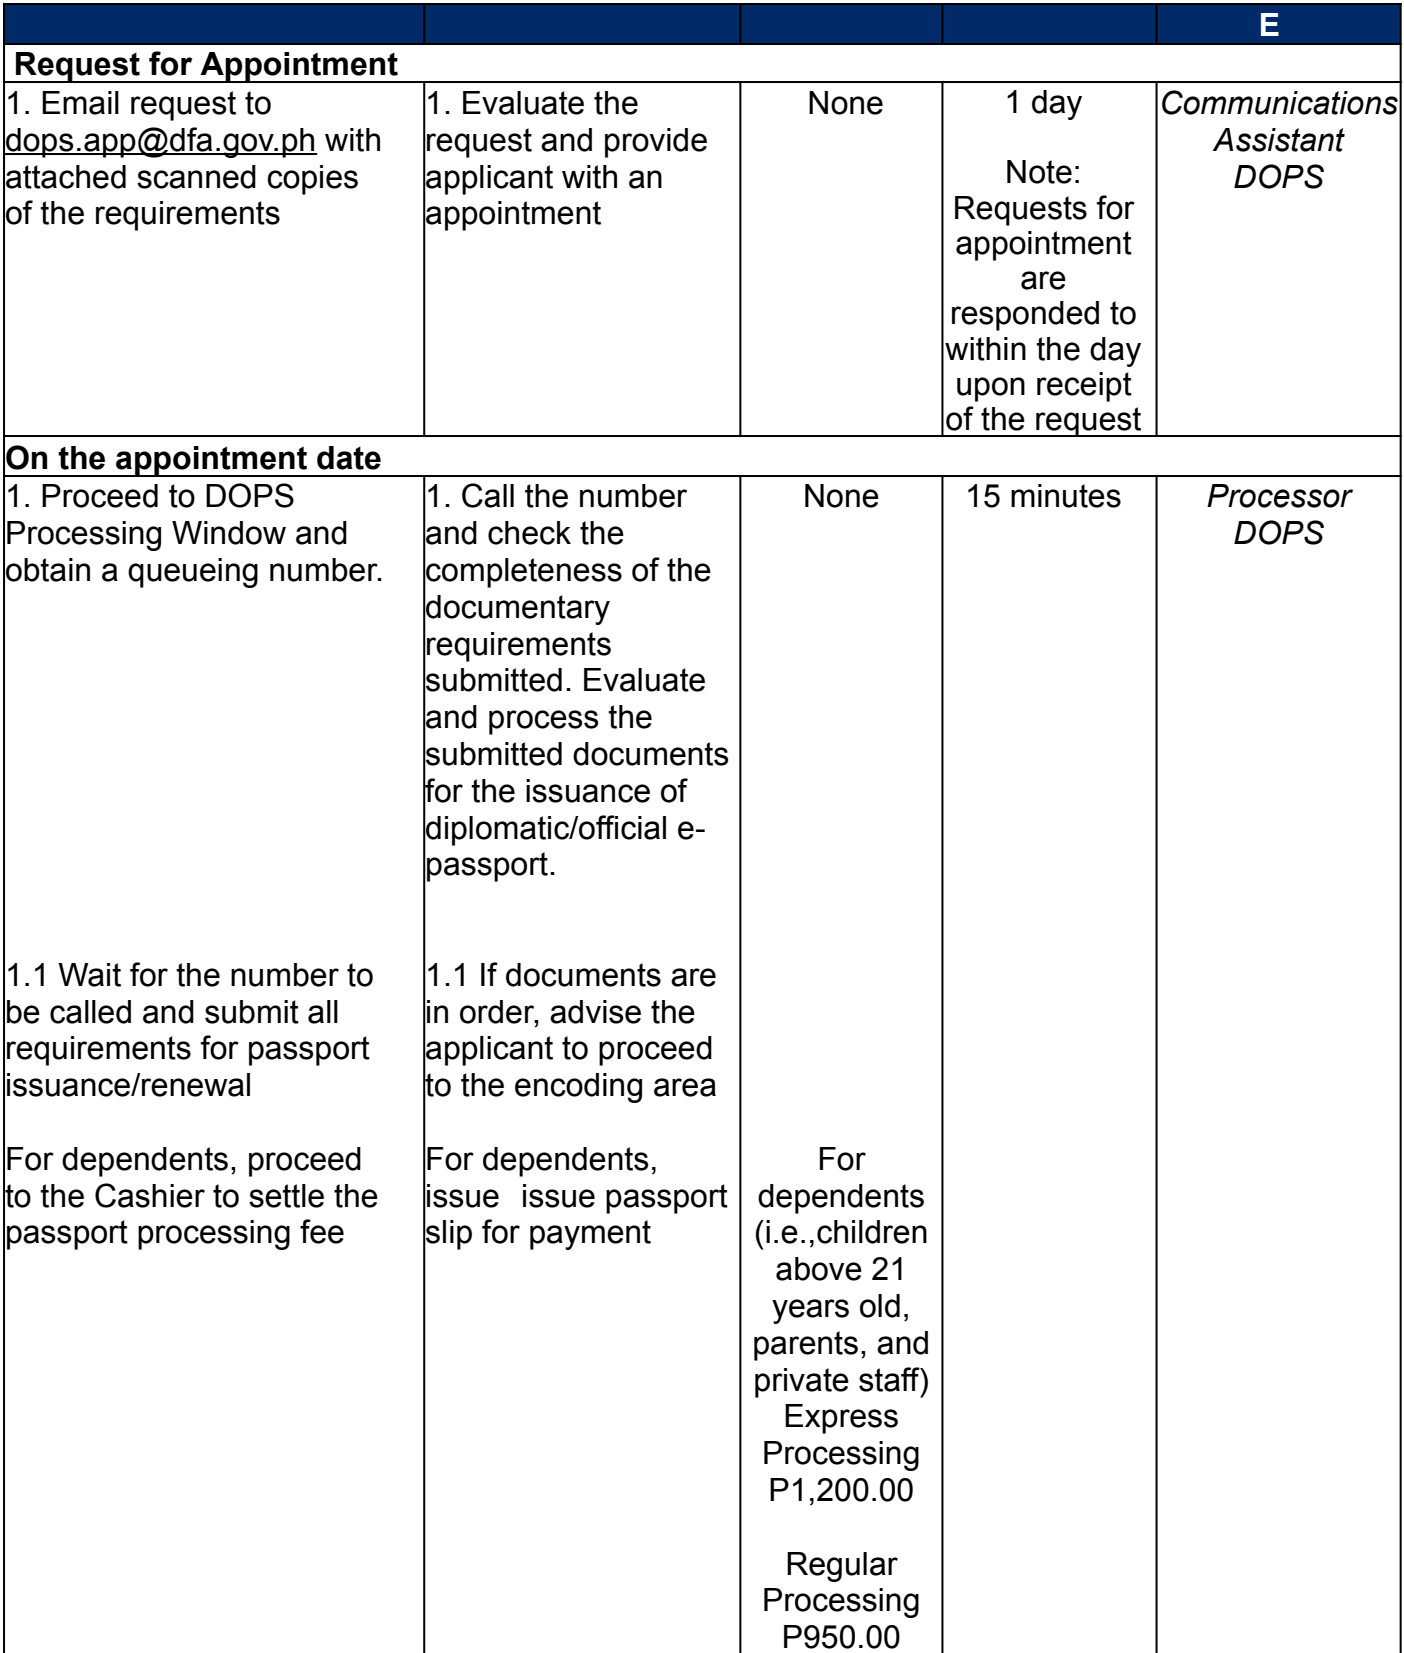 E
Request for Appointment
1. Email request to
dops.app@dfa.gov.ph with
attached scanned copies
of the requirements
1. Evaluate the
request and provide
applicant with an
appointment
None
1 day
Note:
Requests for
appointment
are
responded to
within the day
upon receipt
of the request
Communications
Assistant
DOPS
On the appointment date
1. Proceed to DOPS
Processing Window and
obtain a queueing number.
1. Call the number
and check the
completeness of the
documentary
requirements
submitted. Evaluate
and process the
submitted documents
for the issuance of
diplomatic/official e-
passport.
None
15 minutes
Processor
DOPS
1.1 Wait for the number to
be called and submit all
requirements for passport
issuance/renewal
1.1 If documents are
in order, advise the
applicant to proceed
to the encoding area
For dependents, proceed
to the Cashier to settle the
passport processing fee
For dependents,
issue issue passport
slip for payment
For
dependents
(i.e.,children
above 21
years old,
parents, and
private staff)
Express
Processing
P1,200.00
Regular
Processing
P950.00